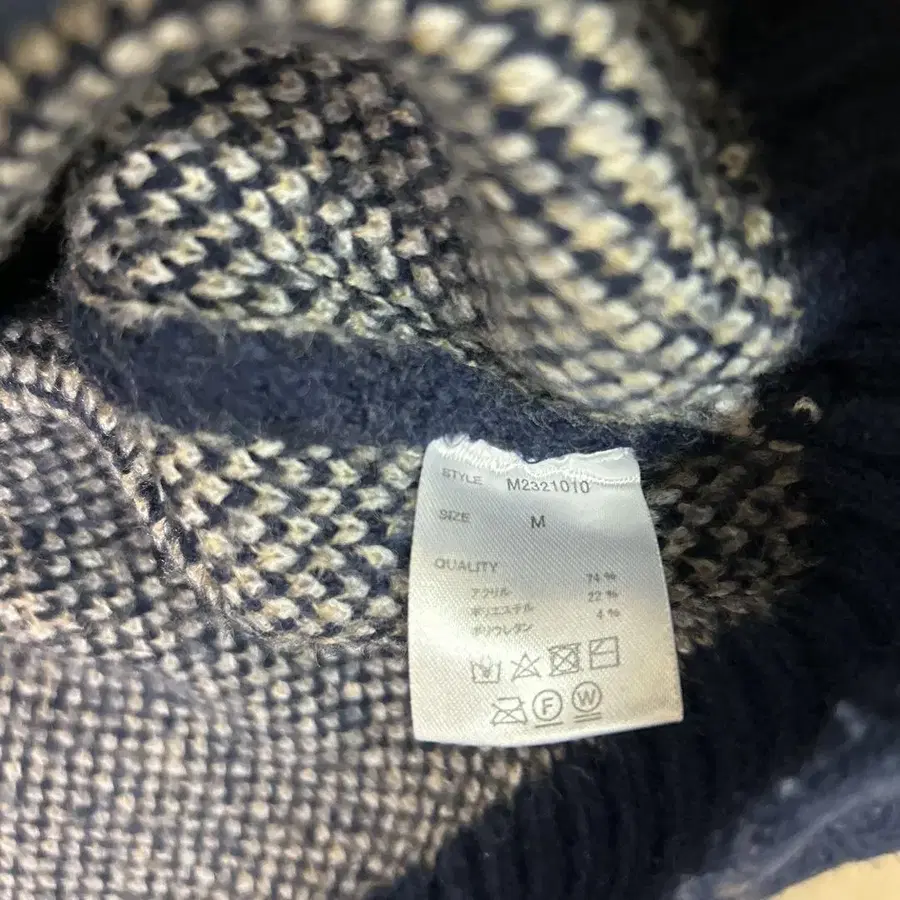 STYLE M2321010
SIZE M
QUALITY
アクリル 74 %
ポリエステル 22 %
ポリウレタン 4 %
F W